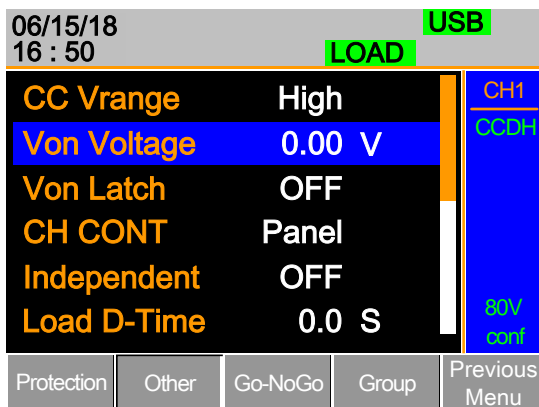 06/15/18
USB
16 : 50
LOAD
CC Vrange High
Von Voltage 0.00 V
Von Latch OFF
CH CONT Panel
Independent OFF
Load D-Time 0.0 S
CH1
CCDH
80V
conf
Protection
Other
Go-NoGo
Group
Previous
Menu